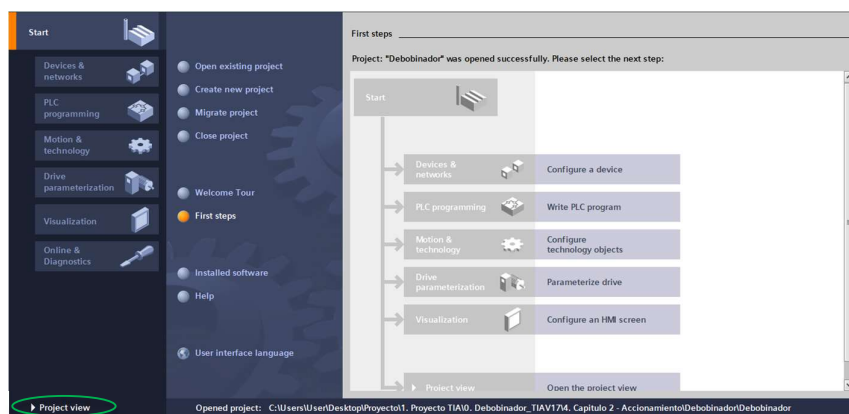 Start
Devices &
networks
PLC
programming
Motion &
technology
Drive
parameterization
Visualization
Online &
Diagnostics
Project view
Open existing project
Create new project
Migrate project
Close project
Welcome Tour
First steps
Installed software
Help
User interface language
First steps
Project: "Debobinador" was opened successfully. Please select the next step:
Start
Devices &
networks
Configure a device
PLC programming
Write PLC program
Motion &
technology
Configure
technology objects
Drive
parameterization
Parameterize drive
Visualization
Configure an HMI screen
Project view
Open the project view
Opened project: C:\Users\User\Desktop\Proyecto\1. Proyecto TIA\0. Debobinador_TIAV17\4. Capitulo 2 - Accionamiento\Debobinador\Debobinador